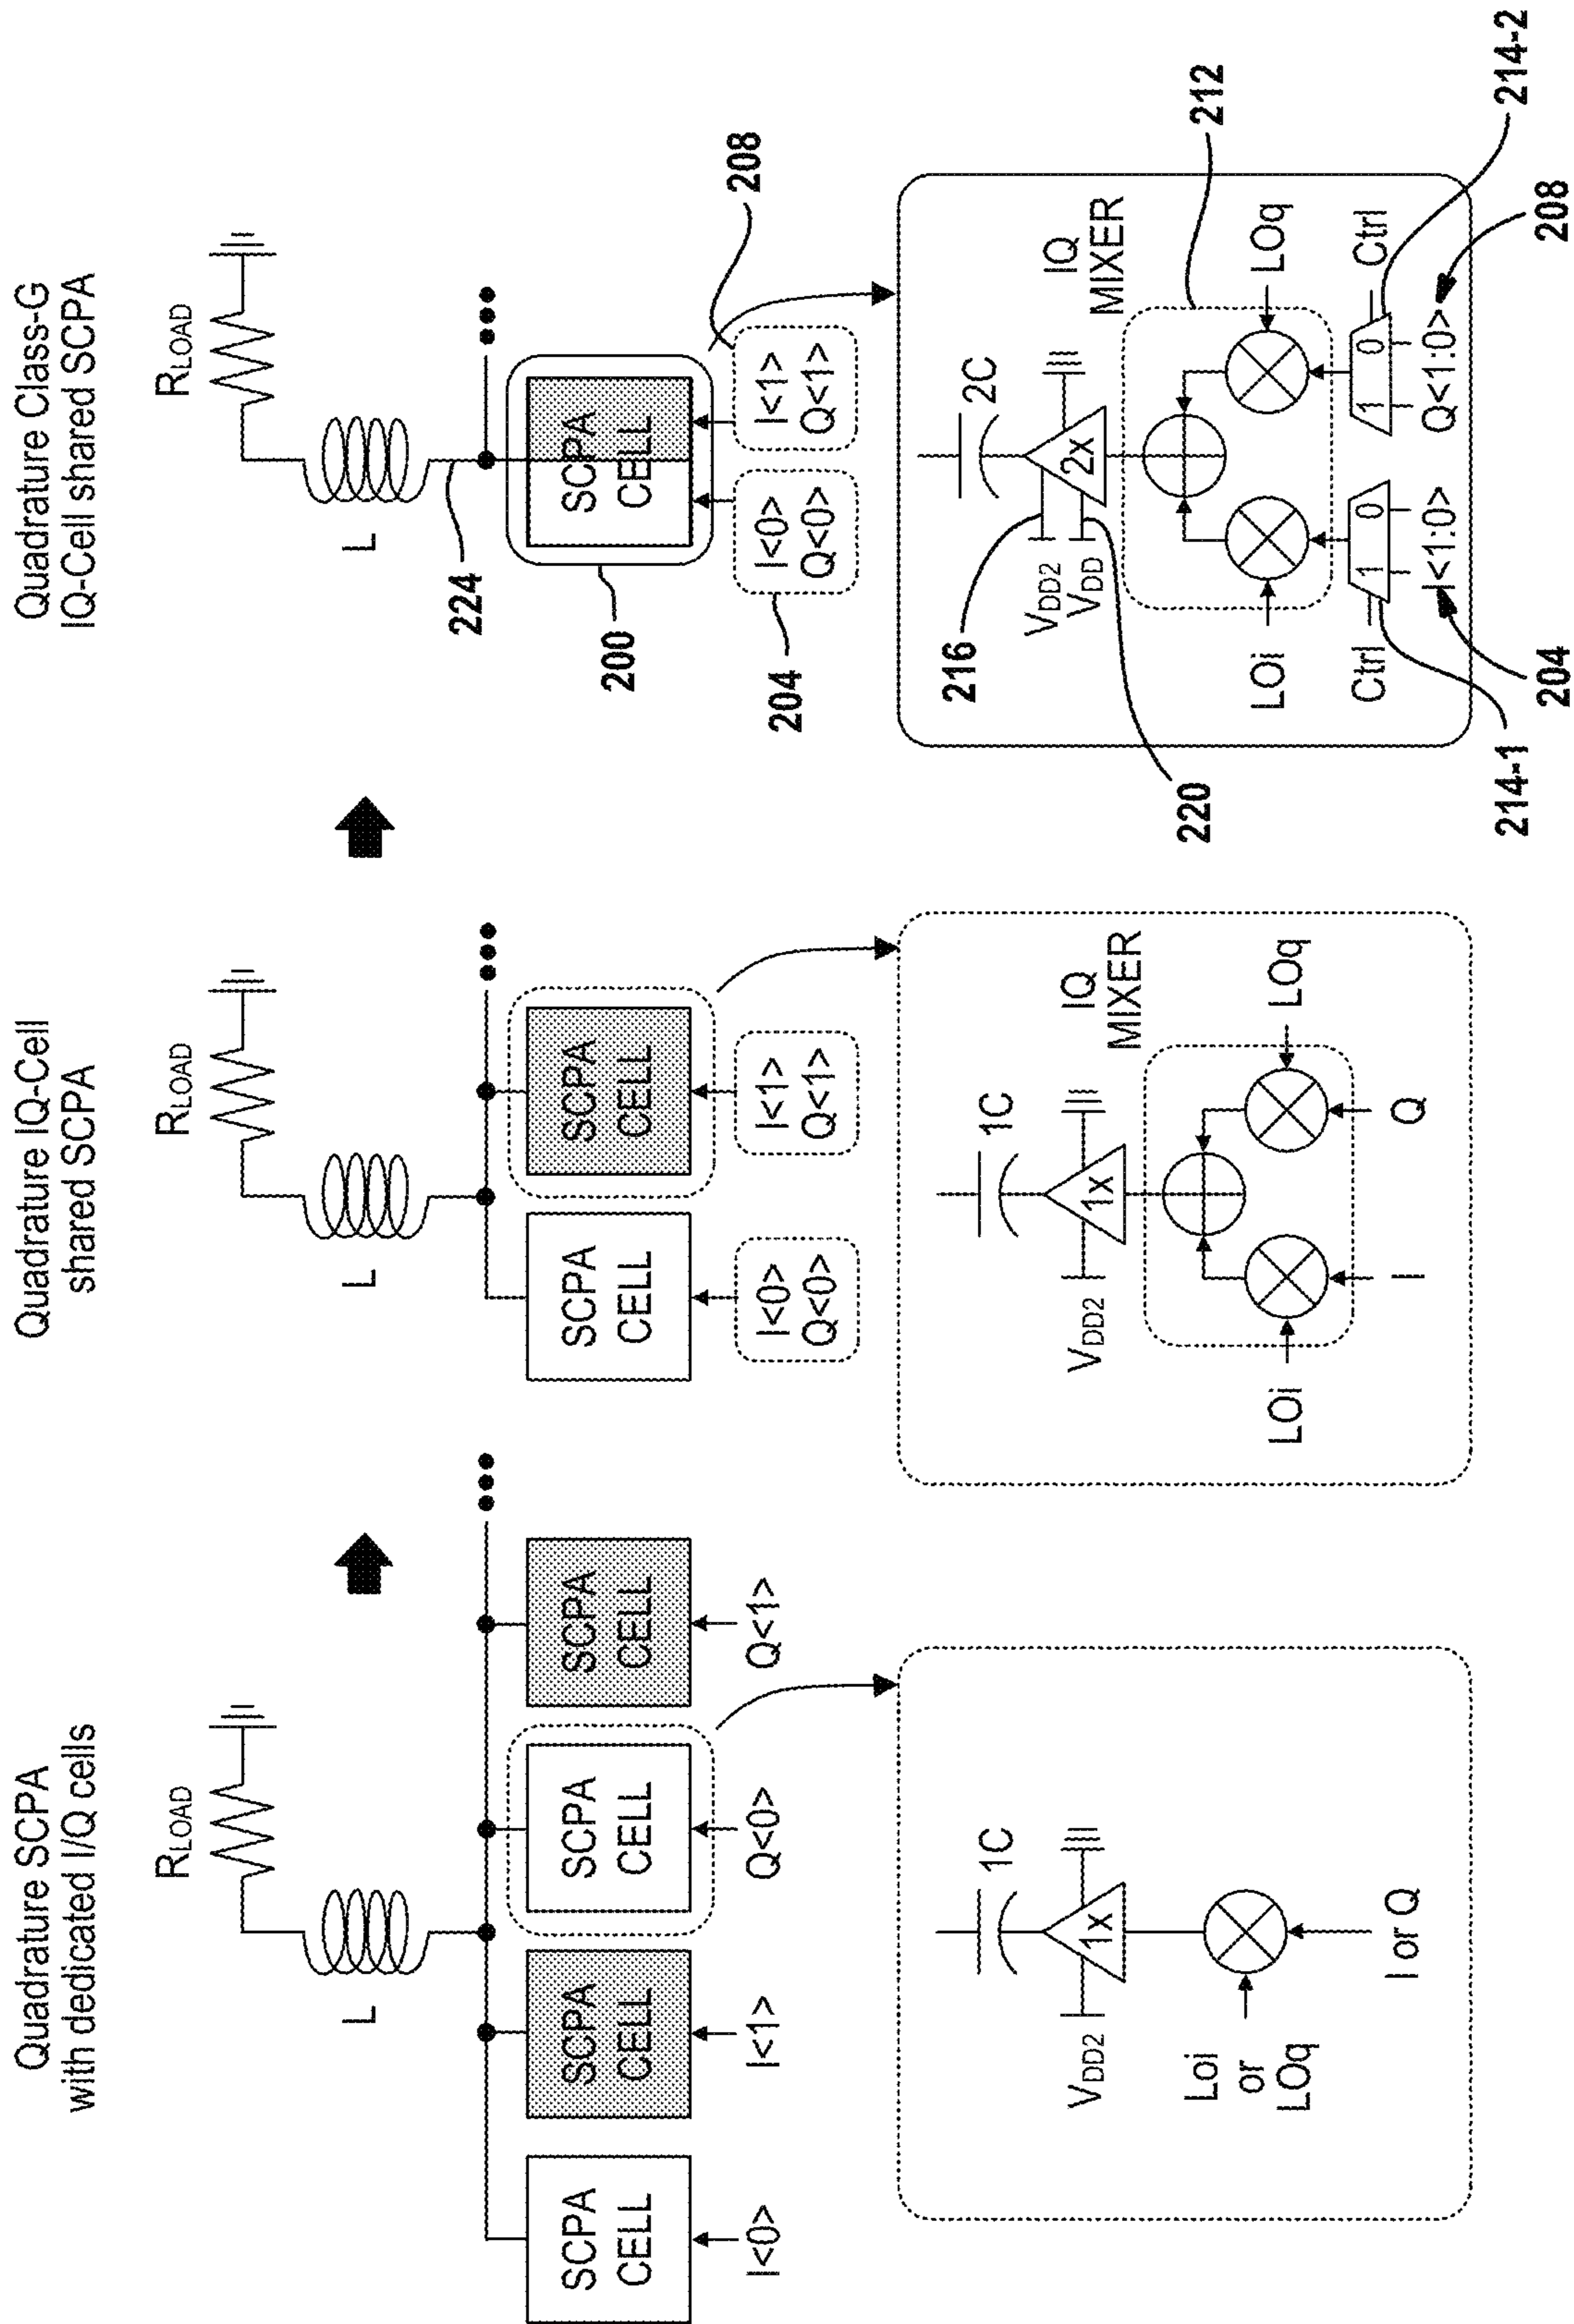 Quadrature SCPA
with dedicated I/Q cells
RLOAD
L
SCPA
CELL
SCPA
CELL
SCPA
CELL
SCPA
CELL
I<0>
I<1>
Q<0>
Q<1>
1C
VDD2
1x
Loi
or
LOq
I or Q
Quadrature IQ-Cell
shared SCPA
RLOAD
L
SCPA
CELL
SCPA
CELL
I<0>
Q<0>
I<1>
Q<1>
1C
VDD2
1x
IQ
MIXER
LOi
LOq
I
Q
Quadrature Class-G
IQ-Cell shared SCPA
RLOAD
L
224
SCPA
CELL
200
I<0>
Q<0>
I<1>
Q<1>
204
208
2C
216
VDD2
VDD
2x
220
IQ
MIXER
212
LOi
LOq
Ctrl
1
0
1
0
Ctrl
I<1:0>
Q<1:0>
214-1
204
208
214-2